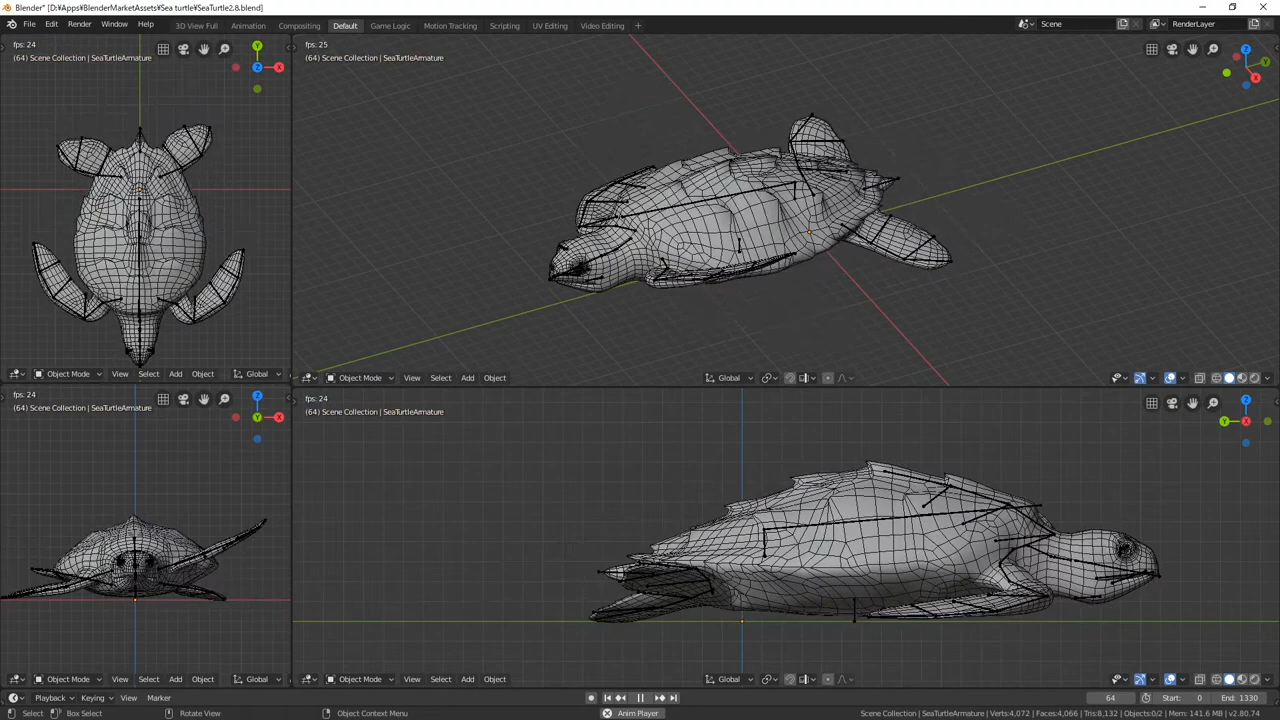 Blender* [D:\Apps\BlenderMarketAssets\Sea turtle\SeaTurtle2.8.blend]
File Edit Render Window Help 3D View Full Animation Compositing Default Game Logic Motion Tracking Scripting UV Editing Video Editing + Scene RenderLayer
fps: 24
(64) Scene Collection | SeaTurtleArmature
Y
Z
X
Object Mode View Select Add Object Global
fps: 25
(64) Scene Collection | SeaTurtleArmature
Z
Y
X
Object Mode View Select Add Object Global
fps: 24
(64) Scene Collection | SeaTurtleArmature
Z
Y
X
Object Mode View Select Add Object Global
fps: 24
(64) Scene Collection | SeaTurtleArmature
Z
Y
X
Object Mode View Select Add Object Global
Playback Keying View Marker 64 Start: 0 End: 1330
Select Box Select Rotate View Object Context Menu Anim Player Scene Collection | SeaTurtleArmature | Verts:4,072 | Faces:4,066 | Tris:8,132 | Objects:0/2 | Mem: 141.6 MB | v2.80.74